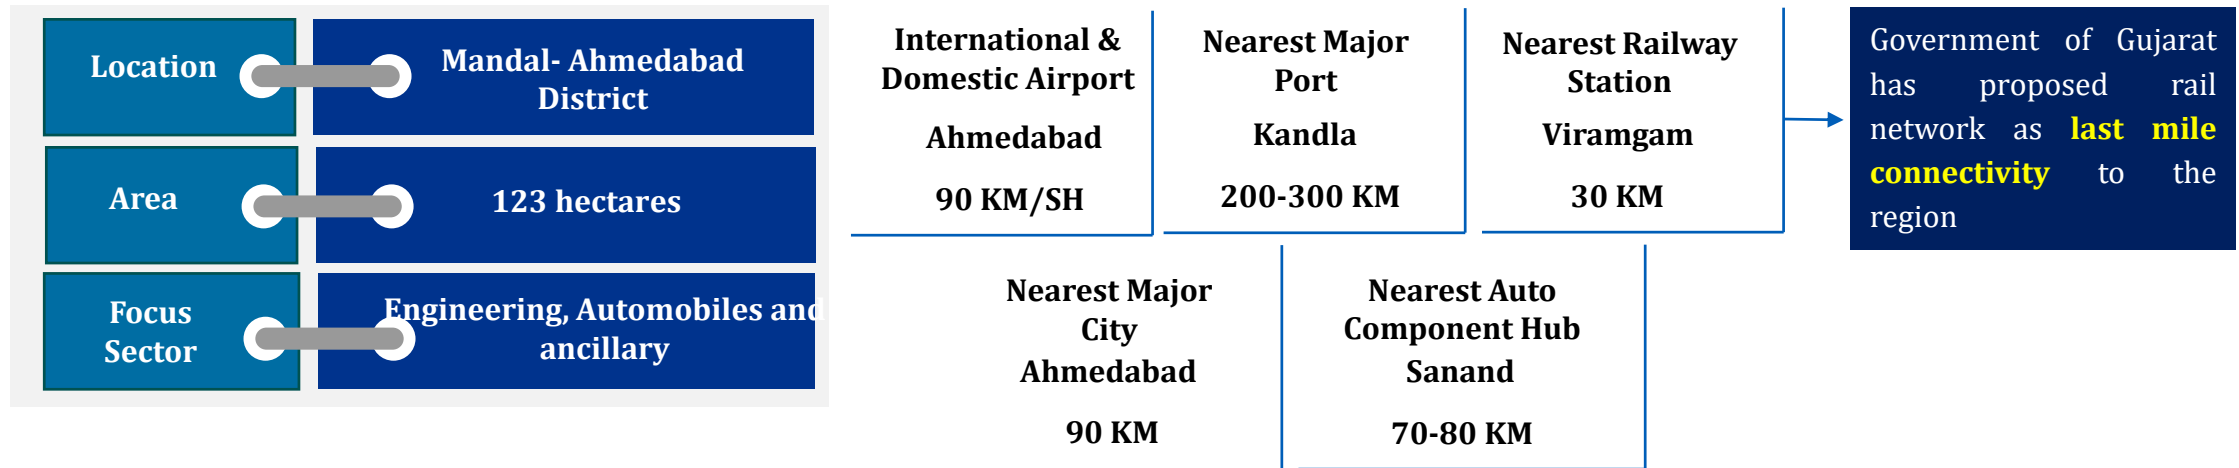 Location
Mandal- Ahmedabad
District
Area
123 hectares
Focus
Sector
Engineering, Automobiles and
ancillary
International &
Domestic Airport
Ahmedabad
90 KM/SH
Nearest Major
Port
Kandla
200-300 KM
Nearest Railway
Station
Viramgam
30 KM
Government of Gujarat
has proposed rail
network as last mile
connectivity to the
region
Nearest Major
City
Ahmedabad
90 KM
Nearest Auto
Component Hub
Sanand
70-80 KM